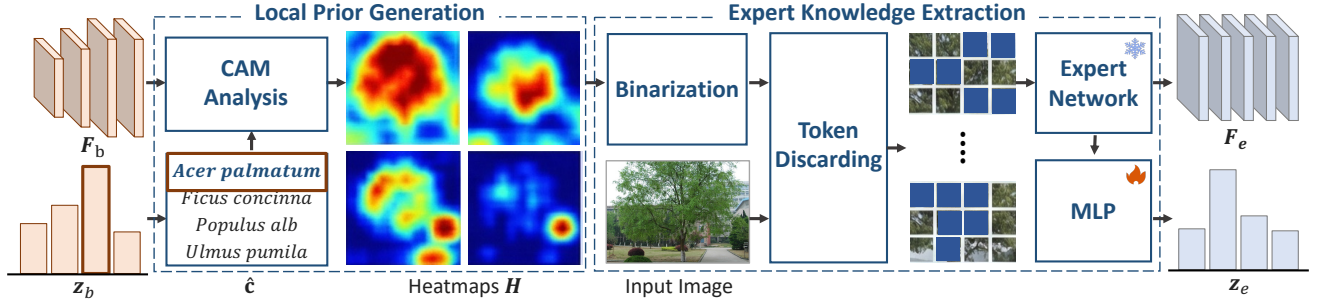 Local Prior Generation
Expert Knowledge Extraction
CAM
Analysis
Binarization
Token
Discarding
Expert
Network
F_b
F_e
Acer palmatum
Ficus concinna
Populus alb
Ulmus pumila
MLP
z_b
ĉ
Heatmaps H
Input Image
z_e